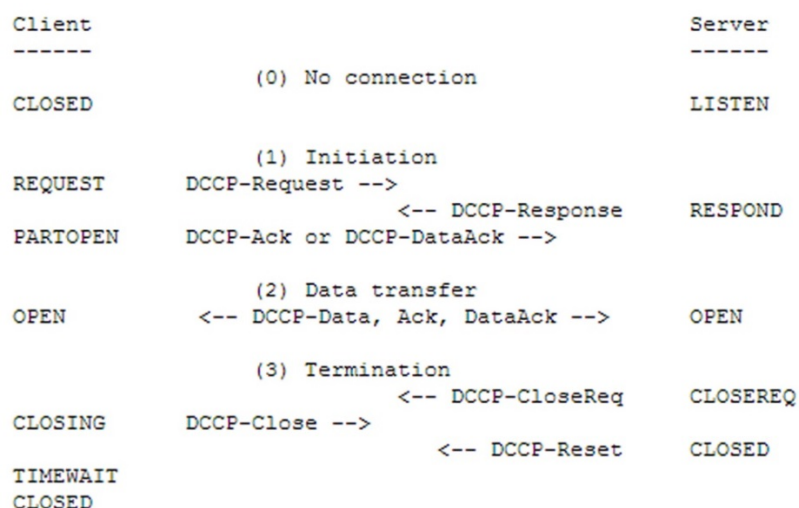 Client Server
------ ------
(0) No connection
CLOSED LISTEN
(1) Initiation
REQUEST DCCP-Request -->
<-- DCCP-Response RESPOND
PARTOPEN DCCP-Ack or DCCP-DataAck -->
(2) Data transfer
OPEN <-- DCCP-Data, Ack, DataAck --> OPEN
(3) Termination
<-- DCCP-CloseReq CLOSEREQ
CLOSING DCCP-Close -->
<-- DCCP-Reset CLOSED
TIMEWAIT
CLOSED